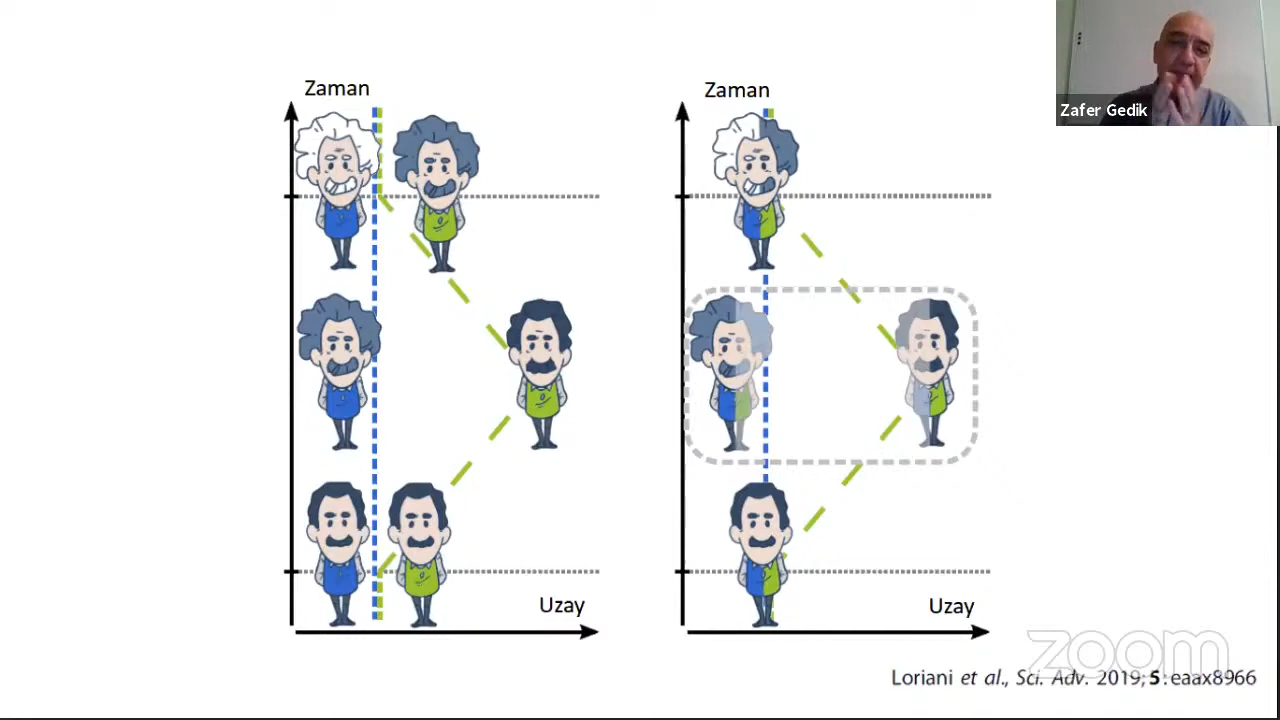 Zaman
Uzay
Zaman
Uzay
Zafer Gedik
zoom
Loriani et al., Sci. Adv. 2019;5:eaax8966